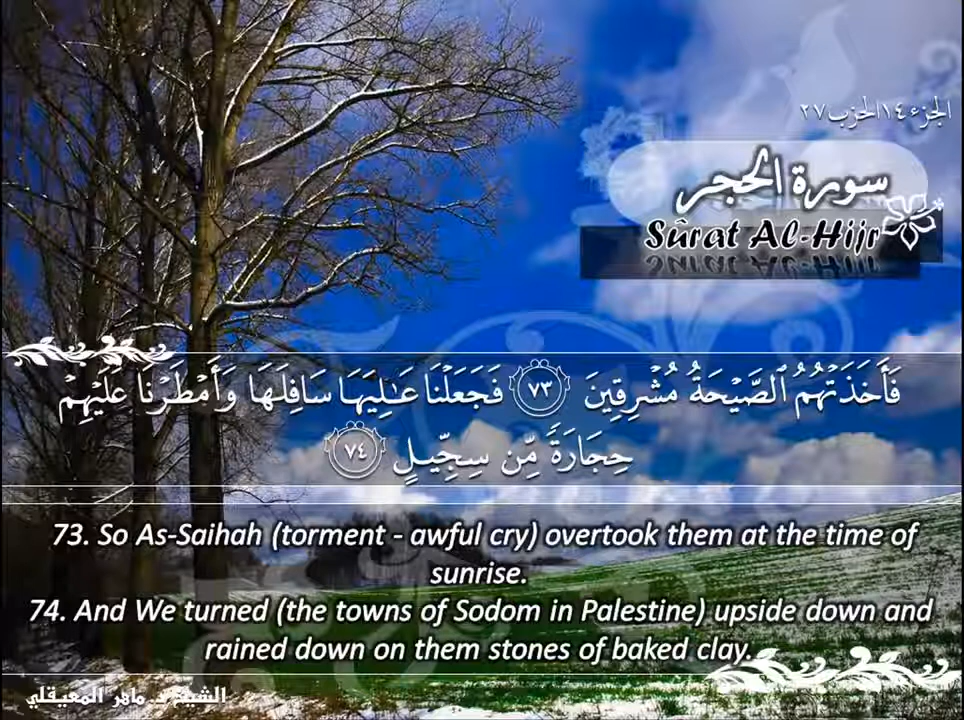 الجزء ١٤ الحزب ٢٧
سورة الحجر
Sûrat Al-Hijr
فَأَخَذَتْهُمُ ٱلصَّيْحَةُ مُشْرِقِينَ ٧٣ فَجَعَلْنَا عَـٰلِيَهَا سَافِلَهَا وَأَمْطَرْنَا عَلَيْهِمْ
حِجَارَةً مِّن سِجِّيلٍ ٧٤
73. So As-Saihah (torment - awful cry) overtook them at the time of
sunrise.
74. And We turned (the towns of Sodom in Palestine) upside down and
rained down on them stones of baked clay.
الشيخ د. ماهر المعيقلي